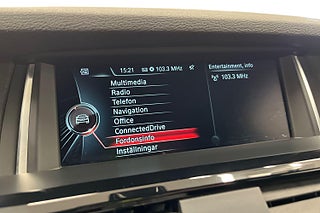 15:21 103.3 MHz
Multimedia
Radio
Telefon
Navigation
Office
ConnectedDrive
Fordonsinfo
Inställningar
Entertainment, info
103.3 MHz